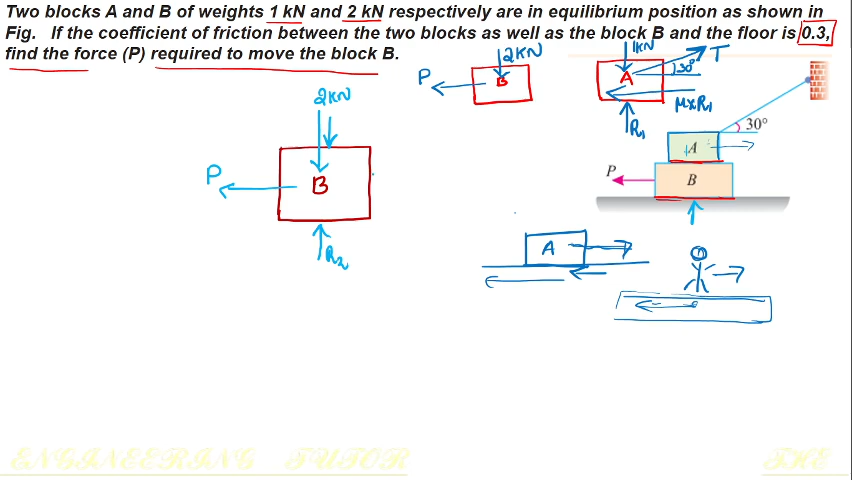 Two blocks A and B of weights 1 kN and 2 kN respectively are in equilibrium position as shown in
Fig. If the coefficient of friction between the two blocks as well as the block B and the floor is 0.3,
find the force (P) required to move the block B.
2KN
P
B
1KN
T
A
30°
μxR1
R1
30°
A
P
B
2KN
P
B
R2
A
ENGINEERING TUTOR
THE